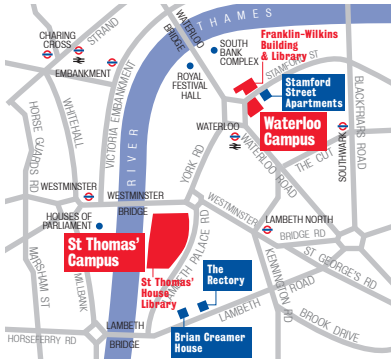 THAMES
WATERLOO
BRIDGE
STRAND
CHARING
CROSS
EMBANKMENT
SOUTH
BANK
COMPLEX
ROYAL
FESTIVAL
HALL
Franklin-Wilkins
Building
& Library
STAMFORD ST
Stamford
Street
Apartments
Waterloo
Campus
BLACKFRIARS ROAD
SOUTHWARK
WATERLOO
WATERLOO ROAD
THE CUT
HORSE GUARDS RD
WHITEHALL
VICTORIA EMBANKMENT
RIVER
YORK RD
WESTMINSTER
WESTMINSTER
BRIDGE
WESTMINSTER
BRIDGE RD
LAMBETH NORTH
HOUSES OF
PARLIAMENT
St Thomas'
Campus
St Thomas'
House
Library
LAMBETH PALACE RD
The
Rectory
KENNINGTON RD
ST GEORGE'S RD
MARSHAM ST
MILLBANK
LAMBETH ROAD
BROOK DRIVE
HORSEFERRY RD
LAMBETH
BRIDGE
Brian Creamer
House